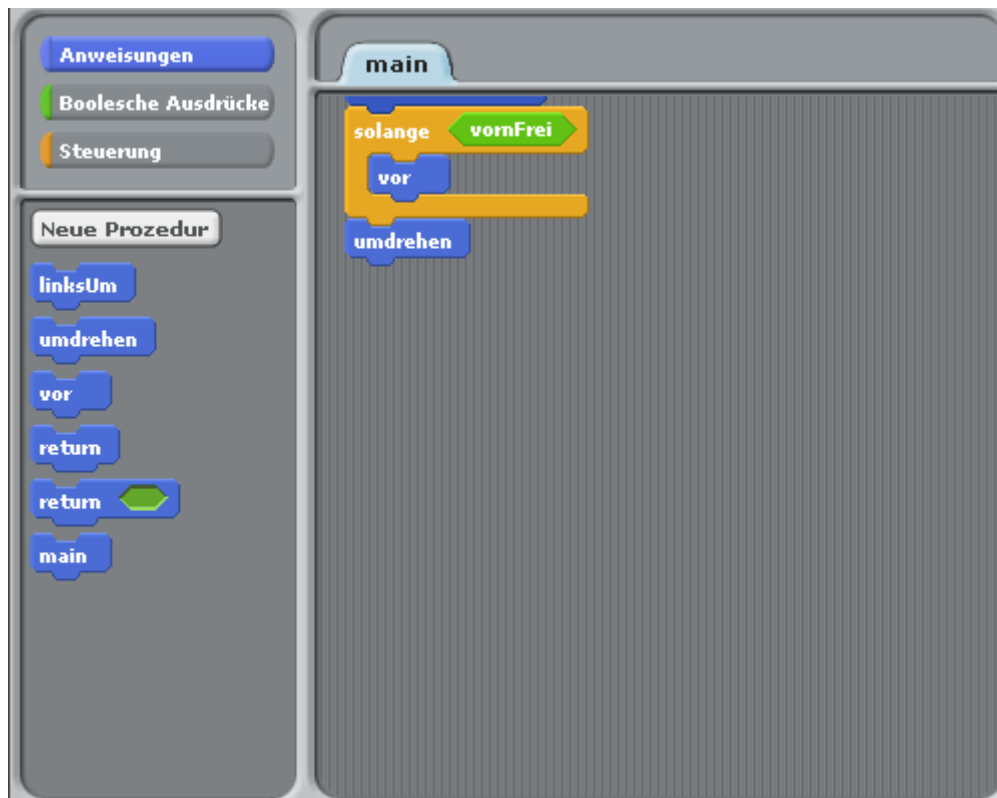 Anweisungen
Boolesche Ausdrücke
Steuerung
Neue Prozedur
linksUm
umdrehen
vor
return
return
main
main
solange vornFrei
vor
umdrehen